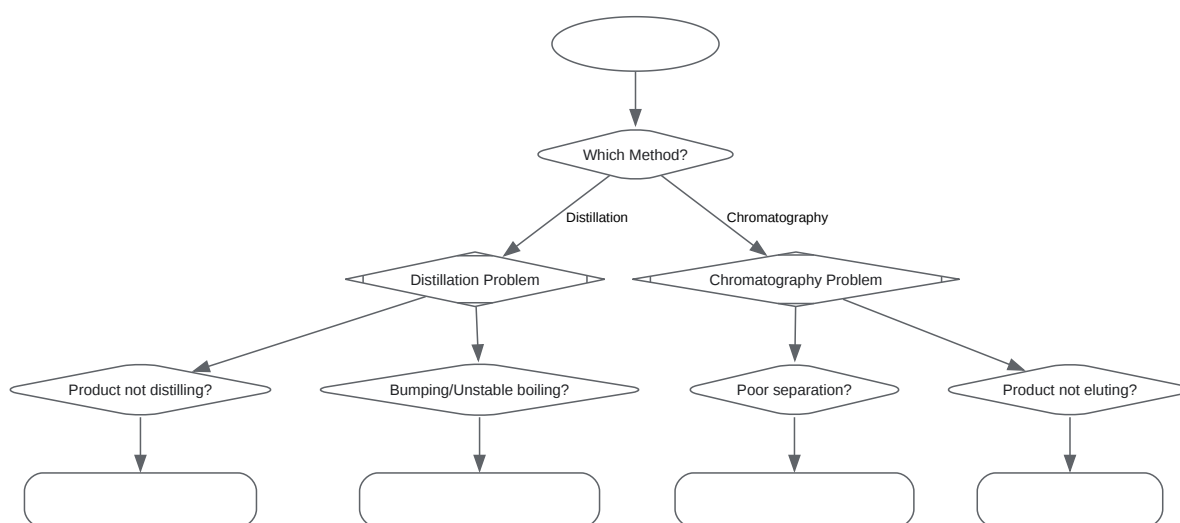 Which Method?
Distillation
Chromatography
Distillation Problem
Chromatography Problem
Product not distilling?
Bumping/Unstable boiling?
Poor separation?
Product not eluting?